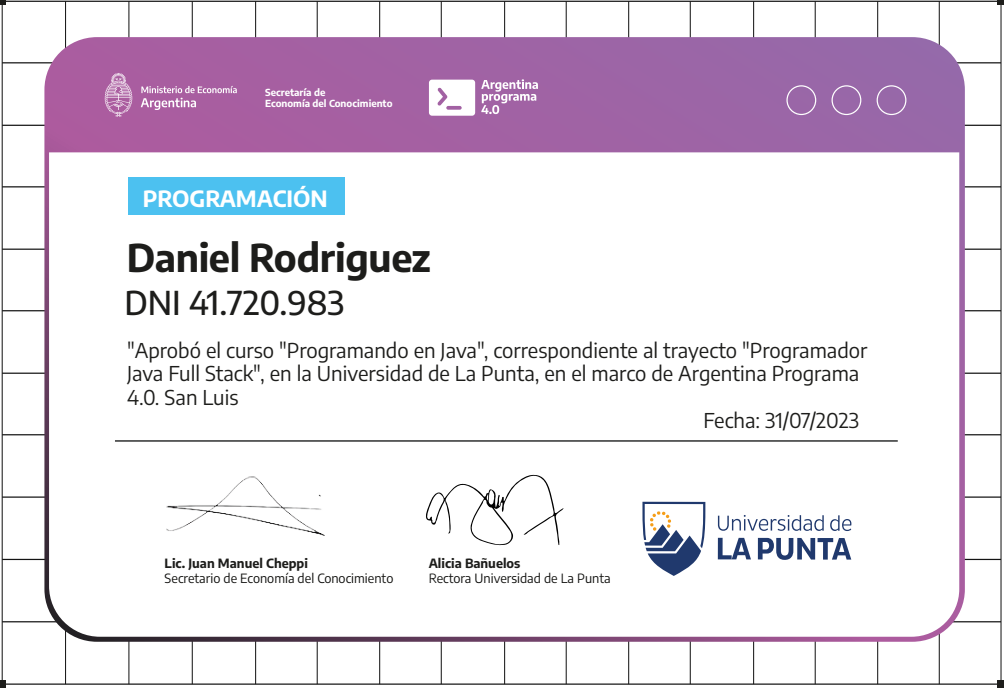 Ministerio de Economía
Argentina
Secretaría de
Economía del Conocimiento
Argentina
programa
4.0
PROGRAMACIÓN
Daniel Rodriguez
DNI 41.720.983
"Aprobó el curso "Programando en Java", correspondiente al trayecto "Programador
Java Full Stack", en la Universidad de La Punta, en el marco de Argentina Programa
4.0. San Luis
Fecha: 31/07/2023
Lic. Juan Manuel Cheppi
Secretario de Economía del Conocimiento
Alicia Bañuelos
Rectora Universidad de La Punta
Universidad de
LA PUNTA